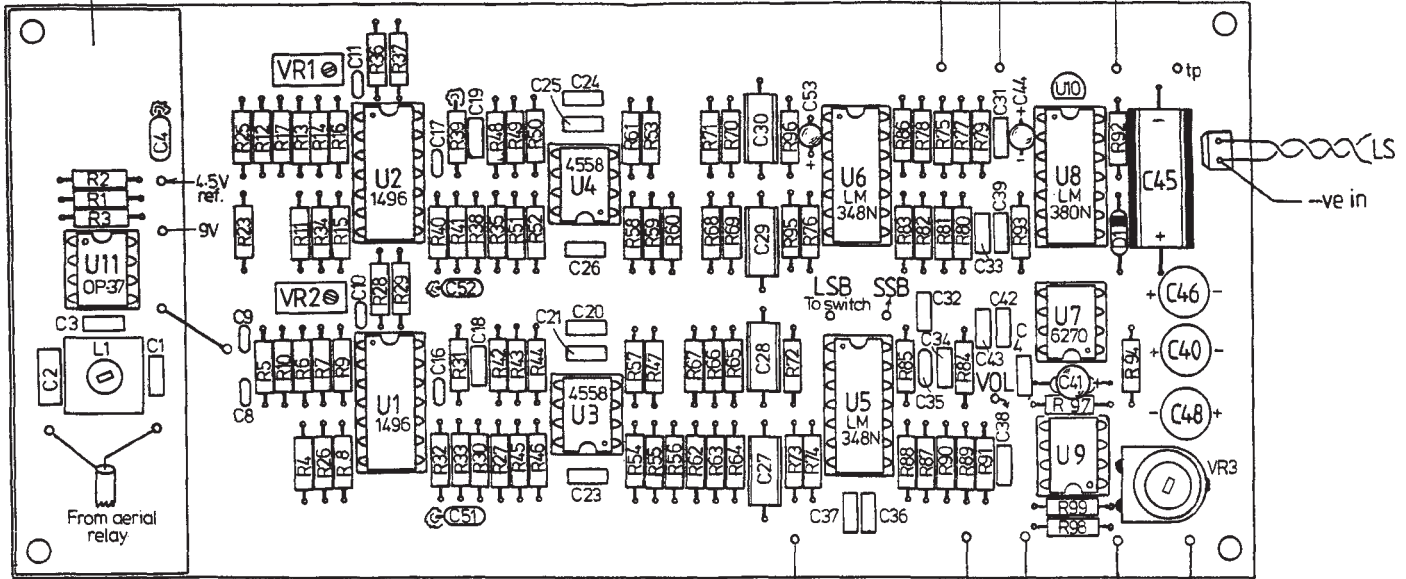 C4
R2
R1
R3
4.5V
ref.
9V
U11
OP-37
C3
L1
C2
C1
From aerial
relay
VR1
C11
R36
R37
R25
R12
R17
R13
R14
R16
U2
1496
C17
R39
C19
R48
R49
R50
C25
C24
4558
U4
R61
R53
R23
R11
R34
R15
R40
R41
R38
R35
R51
R52
C26
R58
R59
R60
VR2
C10
R28
R29
C52
C9
C8
R5
R10
R6
R7
R9
U1
1496
C16
R31
C18
R42
R43
R44
C21
C20
4558
U3
R57
R47
R4
R26
R8
R32
R33
R30
R27
R45
R46
C23
C51
R54
R55
R56
R62
R63
R64
R71
R70
C30
R96
C53
+
U6
LM
348N
R86
R78
R75
R77
R79
C31
+C44
-
U10
U8
LM
380N
R92
tp
-
C45
+
LS
-ve in
R68
R69
C29
R95
R76
R83
R82
R81
R80
C39
C33
R93
D1
LSB
SSB
To switch
C32
C42
C43
C4
U7
6270
+ C46 -
+ C40 -
- C48 +
R94
R67
R66
R65
C28
R72
U5
LM
348N
R85
C34
C35
R84
VOL
C41
+
R97
C27
R73
R74
R88
R87
R90
R89
R91
C38
U9
VR3
R99
R98
C37
C36